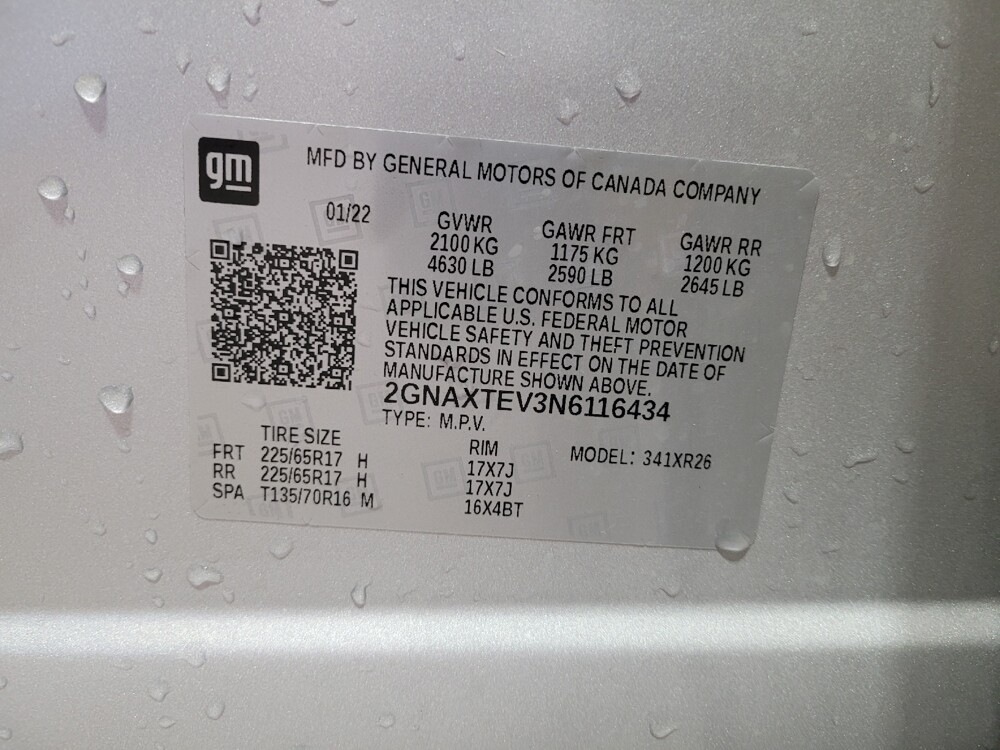 gm
MFD BY GENERAL MOTORS OF CANADA COMPANY
01/22
GVWR GAWR FRT GAWR RR
2100 KG 1175 KG 1200 KG
4630 LB 2590 LB 2645 LB
THIS VEHICLE CONFORMS TO ALL
APPLICABLE U.S. FEDERAL MOTOR
VEHICLE SAFETY AND THEFT PREVENTION
STANDARDS IN EFFECT ON THE DATE OF
MANUFACTURE SHOWN ABOVE.
2GNAXTEV3N6116434
TYPE: M.P.V.
TIRE SIZE RIM MODEL: 341XR26
FRT 225/65R17 H 17X7J
RR 225/65R17 H 17X7J
SPA T135/70R16 M 16X4BT